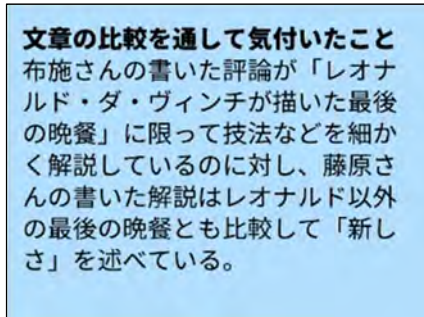 文章の比較を通して気付いたこと
布施さんの書いた評論が「レオナ
ルド・ダ・ヴィンチが描いた最後
の晩餐」に限って技法などを細か
く解説しているのに対し、藤原さ
んの書いた解説はレオナルド以外
の最後の晩餐とも比較して「新し
さ」を述べている。